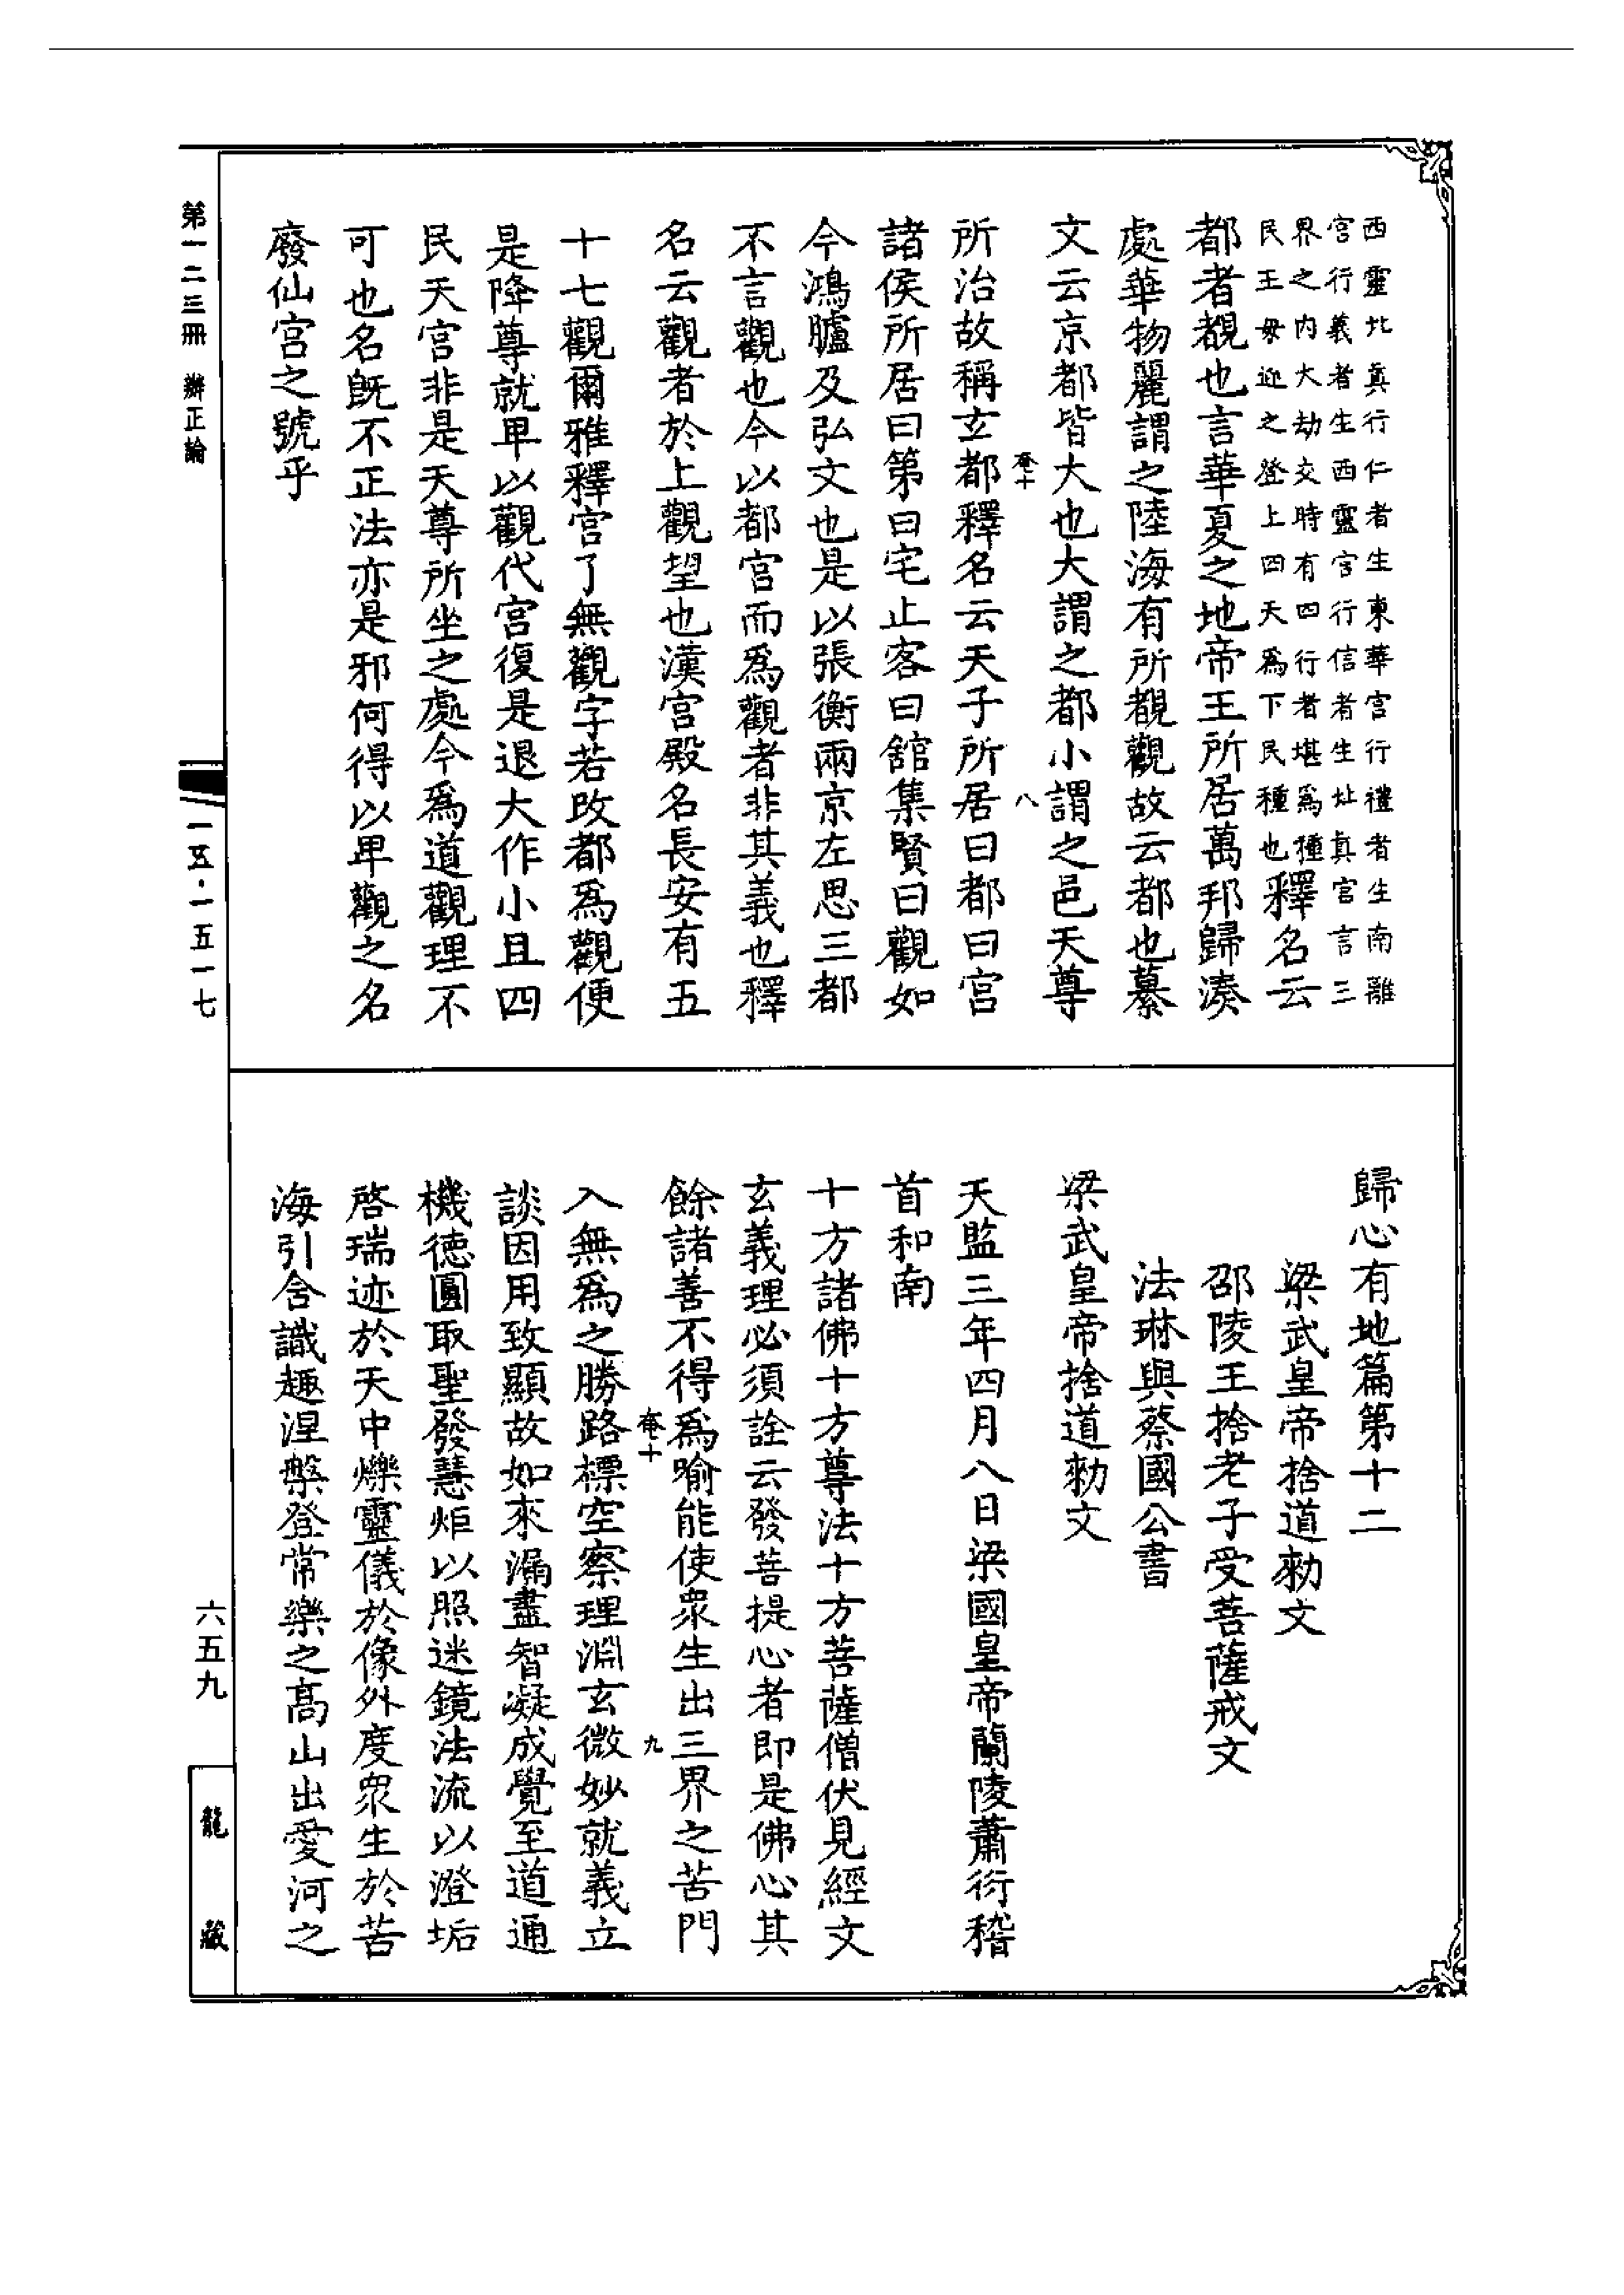 西靈北真行仁者生東華宮行禮者生南離
宮行義者生西靈宮行信者生北真宮言三
界之內大劫交時有四行者堪爲種
民王母迎之登上四天爲下民種也釋名云
都者覩也言華夏之地帝王所居萬邦歸湊
處華物麗謂之陸海有所覩觀故云都也纂
文云京都皆大也大謂之都小謂之邑天尊
所治故稱玄都釋名云天子所居曰都曰宮
諸侯所居曰第曰宅止客曰舘集賢曰觀如
今鴻臚及弘文也是以張衡兩京左思三都
不言觀也今以都宮而爲觀者非其義也釋
名云觀者於上觀望也漢宮殿名長安有五
十七觀爾雅釋宮了無觀字若改都爲觀便
是降尊就卑以觀代宮復是退大作小且四
民天宮非是天尊所坐之處今爲道觀理不
可也名既不正法亦是邪何得以卑觀之名
廢仙宮之號乎
歸心有地篇第十二
梁武皇帝捨道勑文
邵陵王捨老子受菩薩戒文
法琳與蔡國公書
梁武皇帝捨道勑文
天監三年四月八日梁國皇帝蘭陵蕭衍稽
首和南
十方諸佛十方尊法十方菩薩僧伏見經文
玄義理必須詮云發菩提心者即是佛心其
餘諸善不得爲喻能使衆生出三界之苦門
入無爲之勝路標空察理淵玄微妙就義立
談因用致顯故如來漏盡智凝成覺至道通
機德圓取聖發慧炬以照迷鏡法流以澄垢
啓瑞迹於天中爍靈儀於像外度衆生於苦
海引含識趣涅槃登常樂之高山出愛河之
第一二三冊 辯正論
一五·一五一七
六五九
龍藏